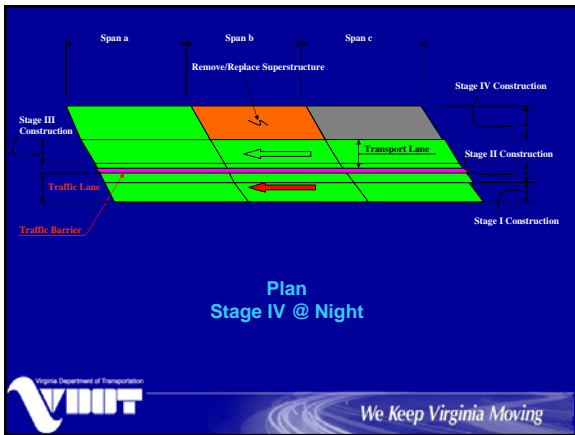 Span a
Span b
Span c
Remove/Replace Superstructure
Stage IV Construction
Stage III
Construction
Transport Lane
Stage II Construction
Traffic Lane
Stage I Construction
Traffic Barrier
Plan
Stage IV @ Night
Virginia Department of Transportation
VDOT
We Keep Virginia Moving